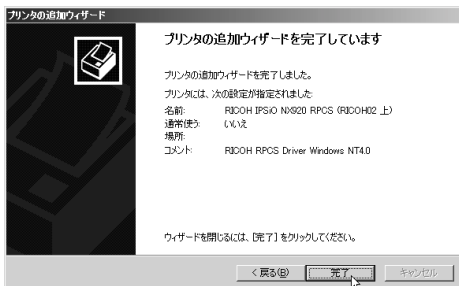 プリンタの追加ウィザード
プリンタの追加ウィザードを完了しています
プリンタの追加ウィザードを完了しました。
プリンタには、次の設定が指定されました:
名前: RICOH IPSiO NX920 RPCS (RICOH02 上)
通常使う: いいえ
場所:
コメント: RICOH RPCS Driver Windows NT4.0
ウィザードを閉じるには、[完了] をクリックしてください。
< 戻る(B) 完了 キャンセル